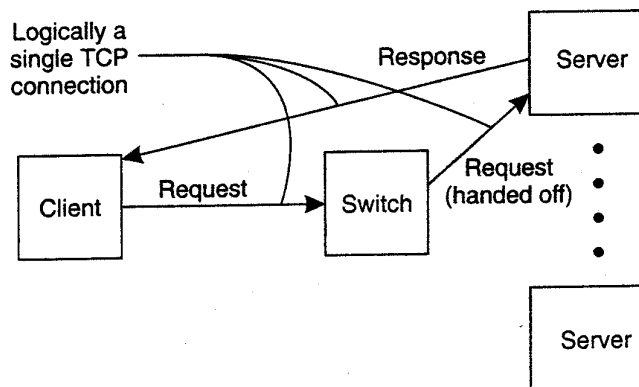 Logically a
single TCP
connection
Response
Server
Client
Request
Switch
Request
(handed off)
Server